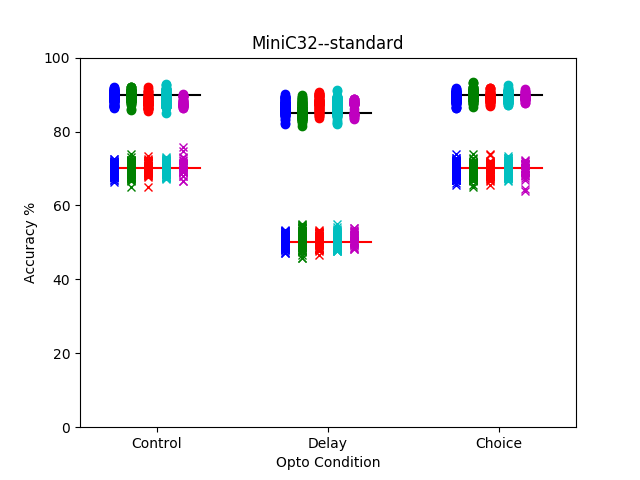 MiniC32--standard
100
80
60
40
20
0
Accuracy %
Control
Delay
Choice
Opto Condition